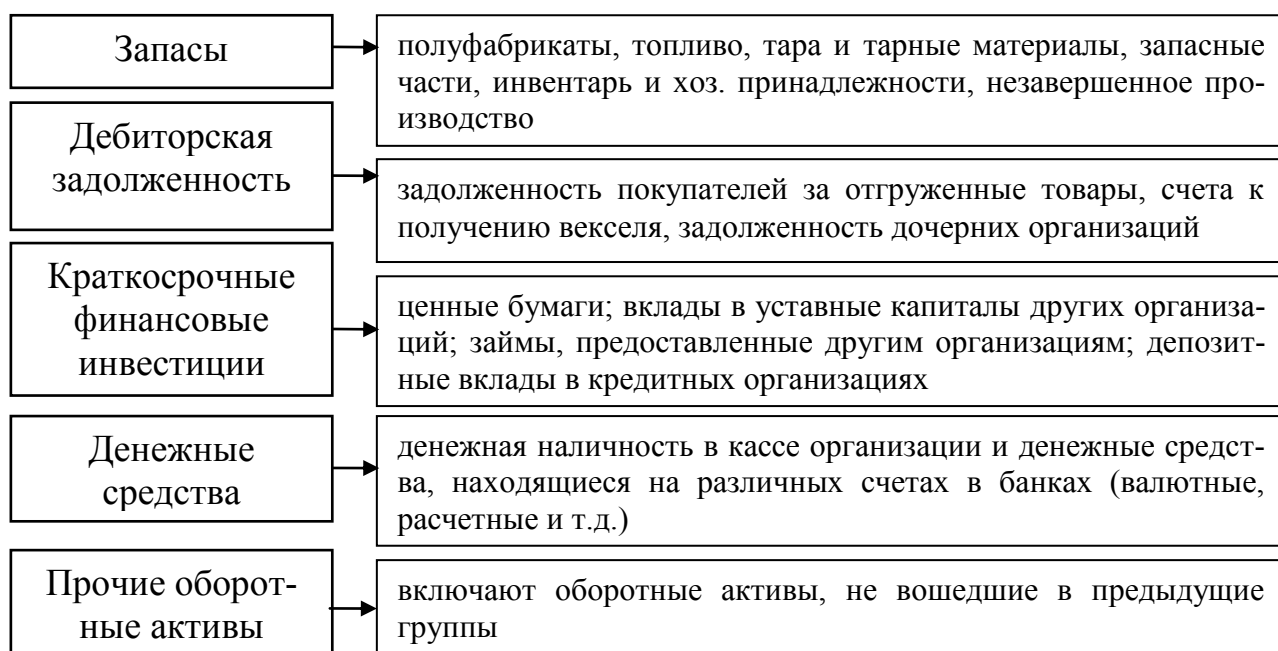 Запасы
полуфабрикаты, топливо, тара и тарные материалы, запасные
части, инвентарь и хоз. принадлежности, незавершенное про-
изводство
Дебиторская
задолженность
задолженность покупателей за отгруженные товары, счета к
получению векселя, задолженность дочерних организаций
Краткосрочные
финансовые
инвестиции
ценные бумаги; вклады в уставные капиталы других организа-
ций; займы, предоставленные другим организациям; депозит-
ные вклады в кредитных организациях
Денежные
средства
денежная наличность в кассе организации и денежные средст-
ва, находящиеся на различных счетах в банках (валютные,
расчетные и т.д.)
Прочие оборот-
ные активы
включают оборотные активы, не вошедшие в предыдущие
группы